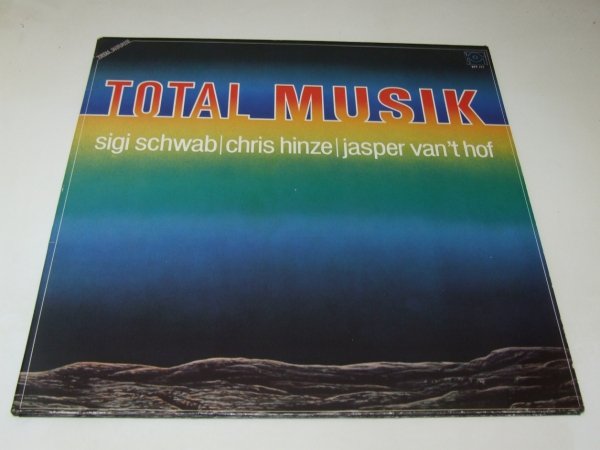 TOTAL MUSIK
sigi schwab|chris hinze|jasper van't hof